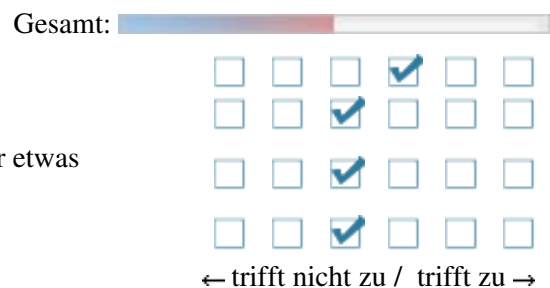 Gesamt:
r etwas
← trifft nicht zu / trifft zu →